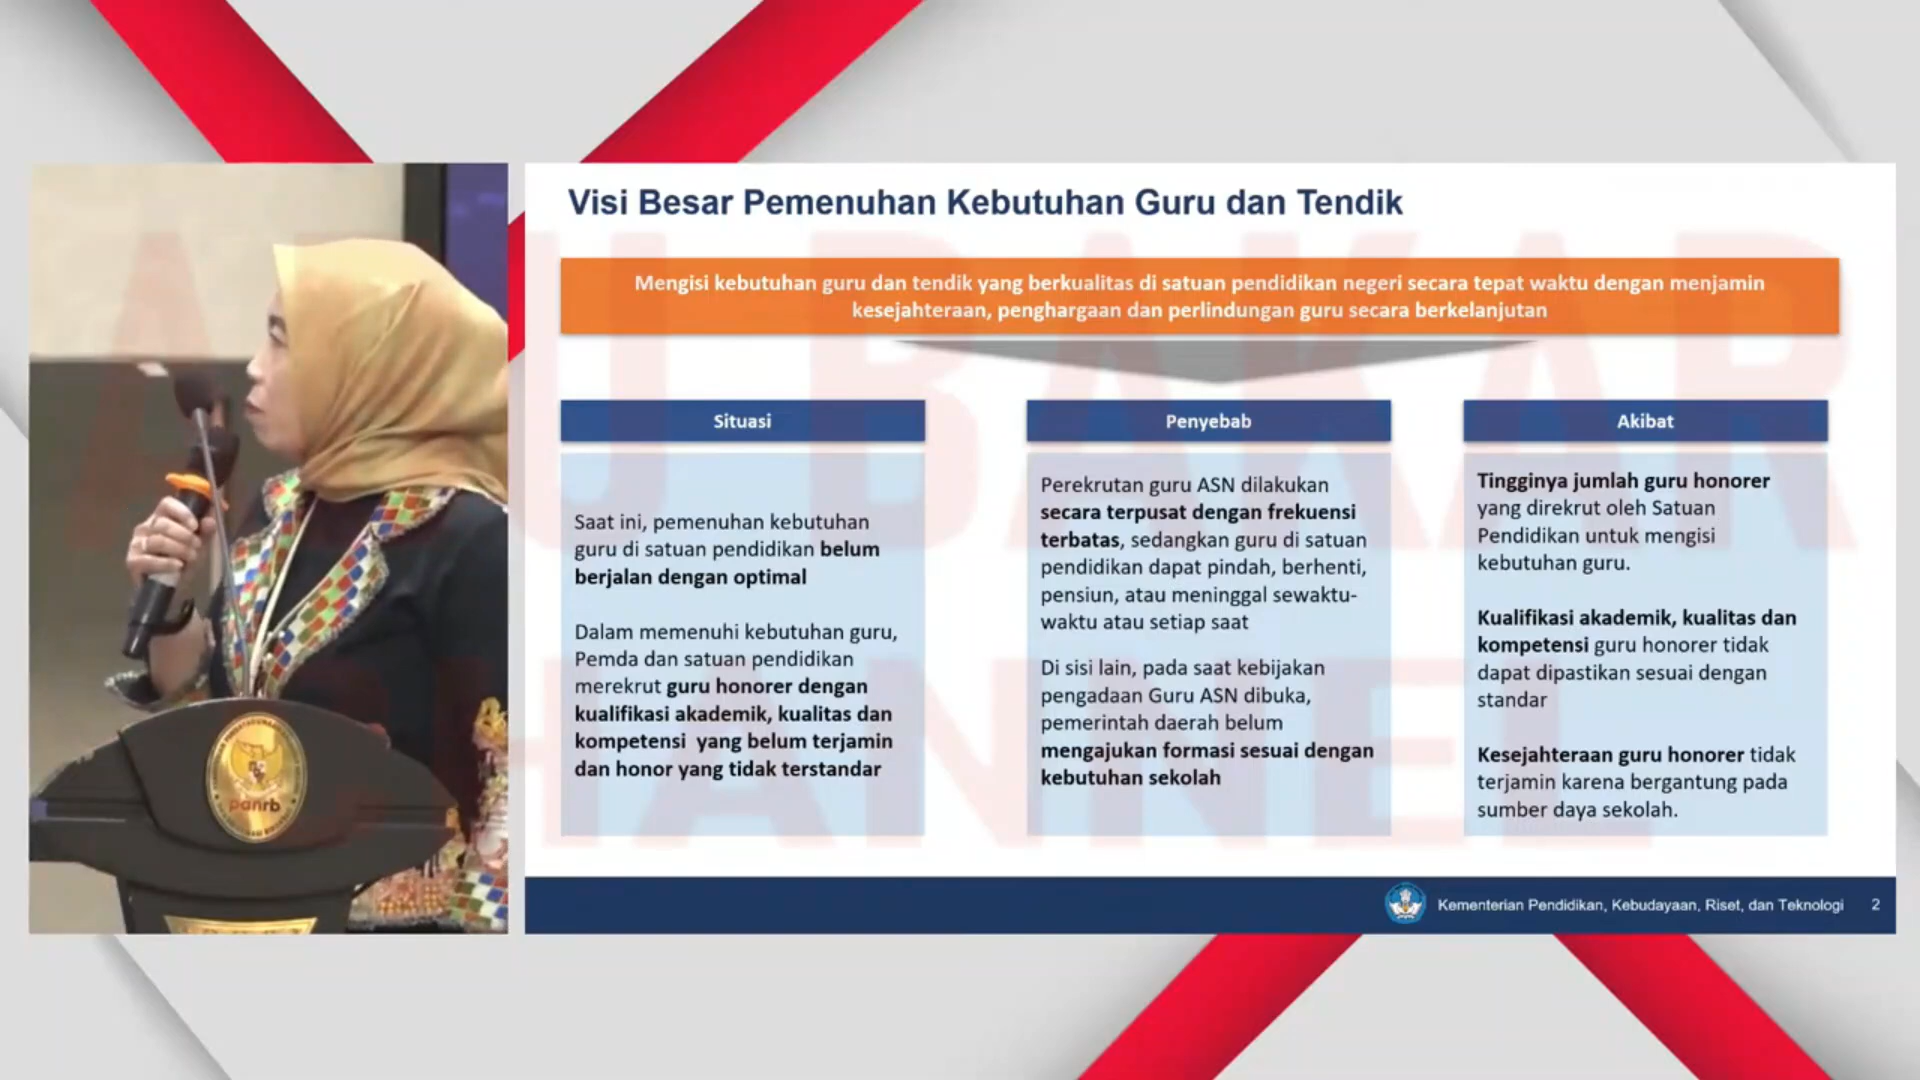 Visi Besar Pemenuhan Kebutuhan Guru dan Tendik
Mengisi kebutuhan guru dan tendik yang berkualitas di satuan pendidikan negeri secara tepat waktu dengan menjamin
kesejahteraan, penghargaan dan perlindungan guru secara berkelanjutan
Situasi
Saat ini, pemenuhan kebutuhan
guru di satuan pendidikan belum
berjalan dengan optimal
Dalam memenuhi kebutuhan guru,
Pemda dan satuan pendidikan
merekrut guru honorer dengan
kualifikasi akademik, kualitas dan
kompetensi yang belum terjamin
dan honor yang tidak terstandar
Penyebab
Perekrutan guru ASN dilakukan
secara terpusat dengan frekuensi
terbatas, sedangkan guru di satuan
pendidikan dapat pindah, berhenti,
pensiun, atau meninggal sewaktu-
waktu atau setiap saat
Di sisi lain, pada saat kebijakan
pengadaan Guru ASN dibuka,
pemerintah daerah belum
mengajukan formasi sesuai dengan
kebutuhan sekolah
Akibat
Tingginya jumlah guru honorer
yang direkrut oleh Satuan
Pendidikan untuk mengisi
kebutuhan guru.
Kualifikasi akademik, kualitas dan
kompetensi guru honorer tidak
dapat dipastikan sesuai dengan
standar
Kesejahteraan guru honorer tidak
terjamin karena bergantung pada
sumber daya sekolah.
Kementerian Pendidikan, Kebudayaan, Riset, dan Teknologi 2
panrb
ABU BAKAR
CHANNEL